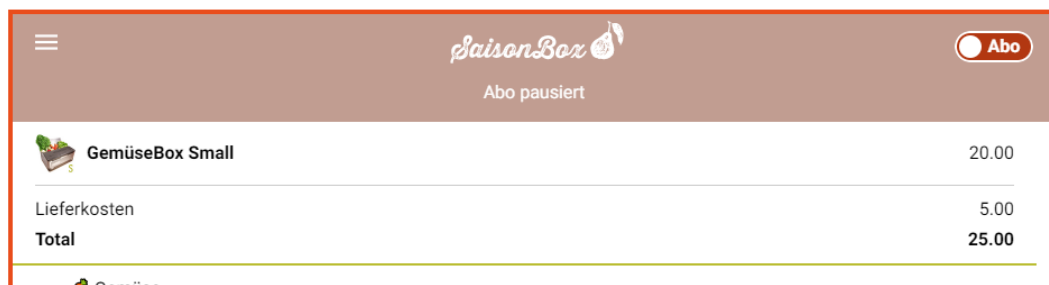 SaisonBox
Abo
Abo pausiert
GemüseBox Small 20.00
S
Lieferkosten 5.00
Total 25.00